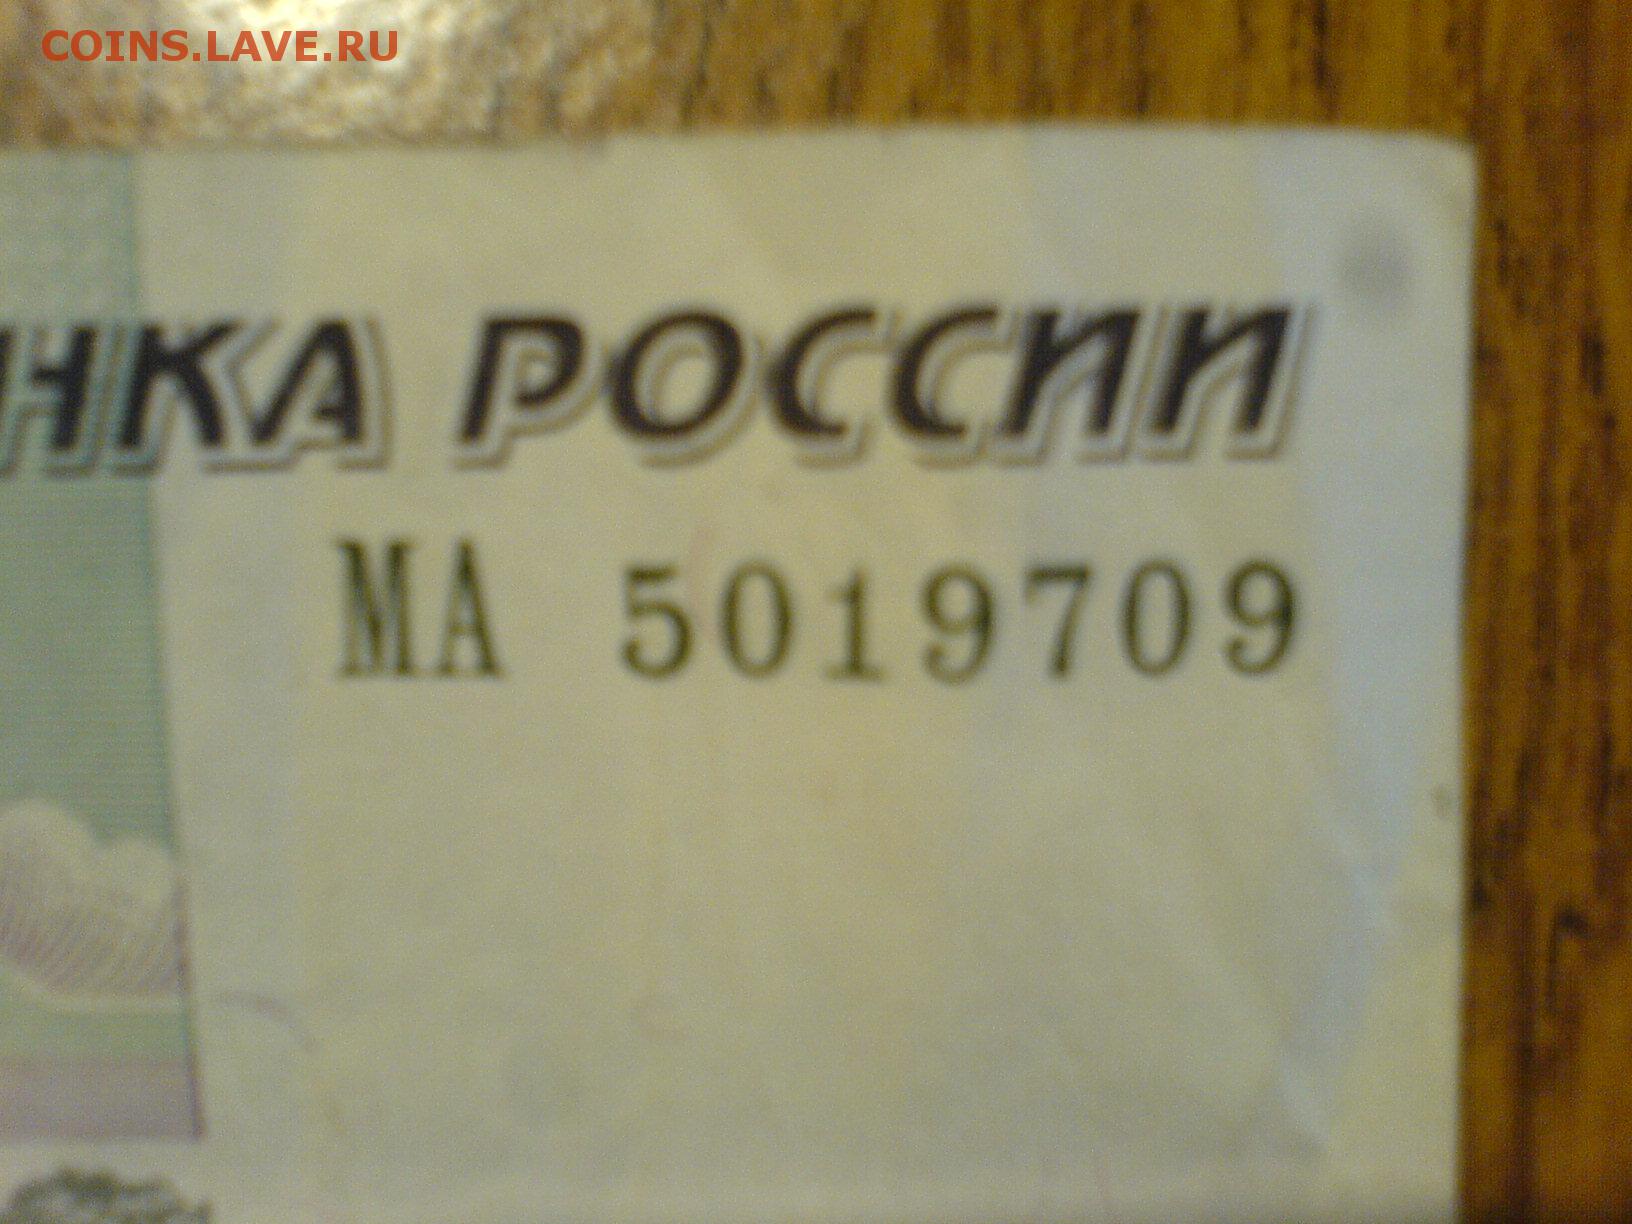 COINS.LAVE.RU
НКА РОССИИ
МА 5019709